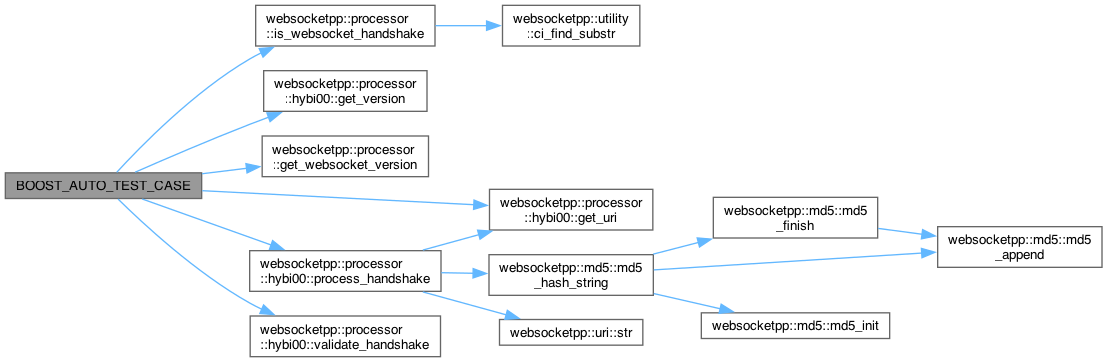 websocketpp::processor
::is_websocket_handshake
websocketpp::utility
::ci_find_substr
websocketpp::processor
::hybi00::get_version
websocketpp::processor
::get_websocket_version
BOOST_AUTO_TEST_CASE
websocketpp::processor
::hybi00::get_uri
websocketpp::md5::md5
_finish
websocketpp::md5::md5
_append
websocketpp::processor
::hybi00::process_handshake
websocketpp::md5::md5
_hash_string
websocketpp::md5::md5_init
websocketpp::uri::str
websocketpp::processor
::hybi00::validate_handshake